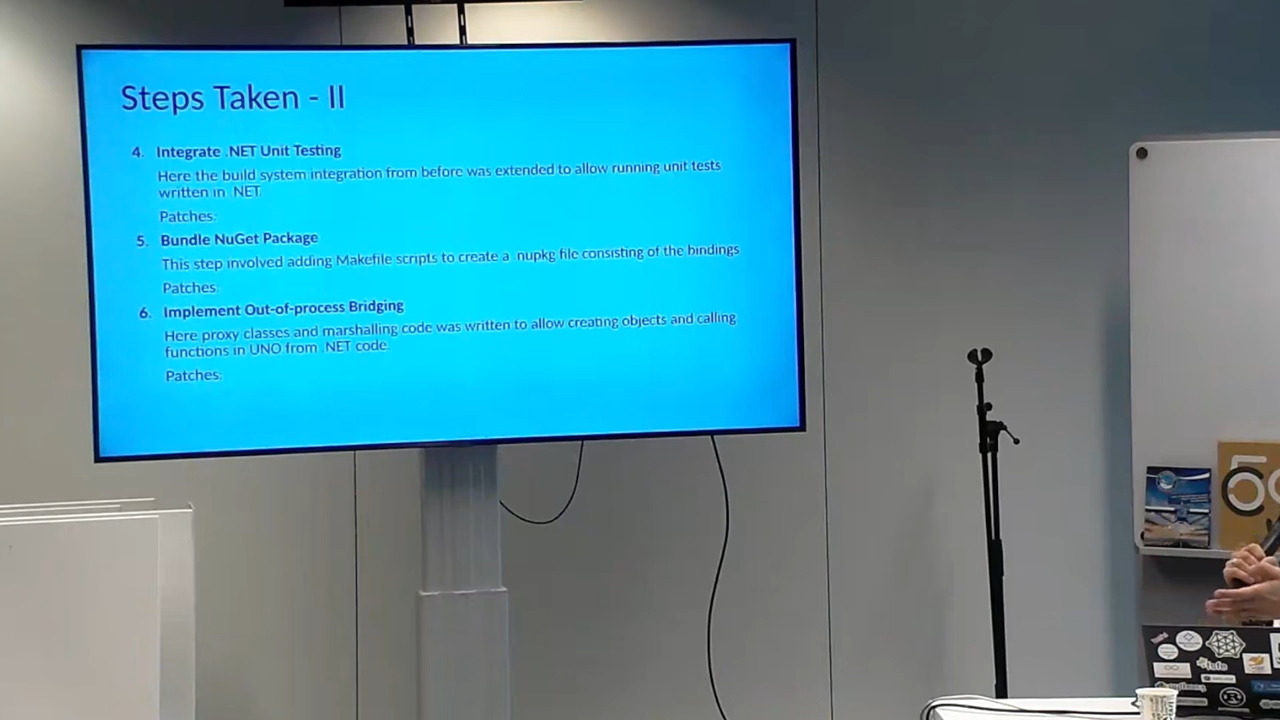 Steps Taken - II
4. Integrate .NET Unit Testing
Here the build system integration from before was extended to allow running unit tests
written in .NET.
Patches:
5. Bundle NuGet Package
This step involved adding Makefile scripts to create a .nupkg file consisting of the bindings
Patches:
6. Implement Out-of-process Bridging
Here proxy classes and marshalling code was written to allow creating objects and calling
functions in UNO from .NET code
Patches: